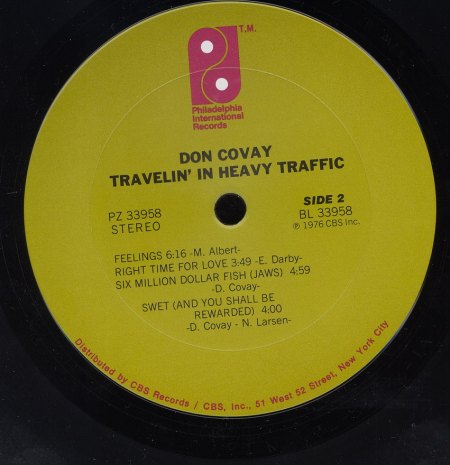 T.M.
Philadelphia
International
Records
DON COVAY
TRAVELIN' IN HEAVY TRAFFIC
SIDE 2
PZ 33958
BL 33958
STEREO
℗ 1976 CBS Inc.
FEELINGS 6:16 -M. Albert-
RIGHT TIME FOR LOVE 3:49 -E. Darby-
SIX MILLION DOLLAR FISH (JAWS) 4:59
-D. Covay-
SWET (AND YOU SHALL BE
REWARDED) 4:00
-D. Covay - N. Larsen-
Distributed by CBS Records / CBS, Inc., 51 West 52 Street, New York City